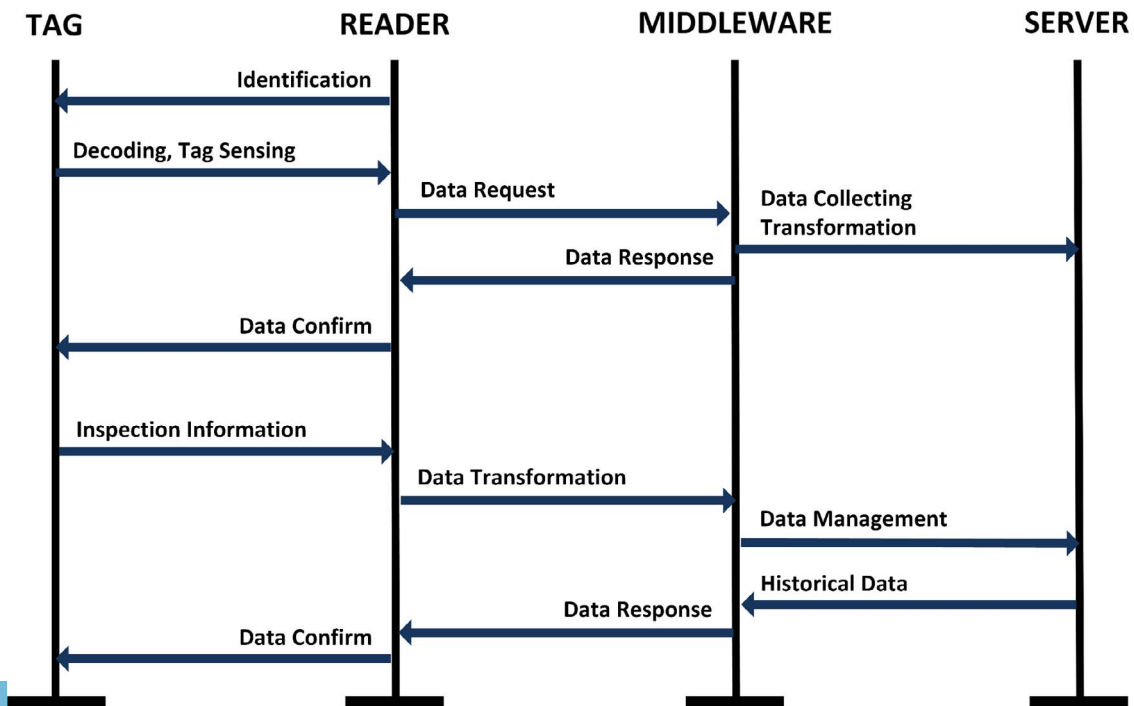 TAG
READER
MIDDLEWARE
SERVER
Identification
Decoding, Tag Sensing
Data Request
Data Collecting
Transformation
Data Response
Data Confirm
Inspection Information
Data Transformation
Data Management
Historical Data
Data Response
Data Confirm